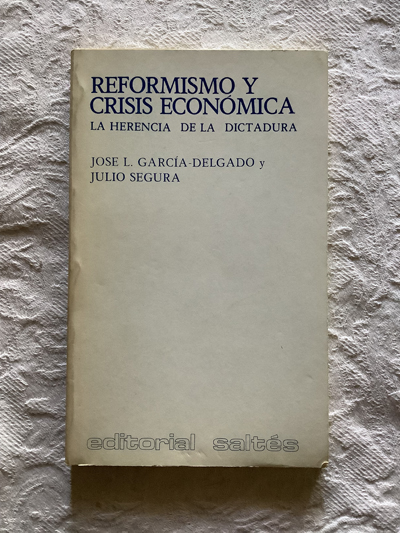 REFORMISMO Y
CRISIS ECONÓMICA
LA HERENCIA DE LA DICTADURA
JOSE L. GARCÍA-DELGADO y
JULIO SEGURA
editorial saltés